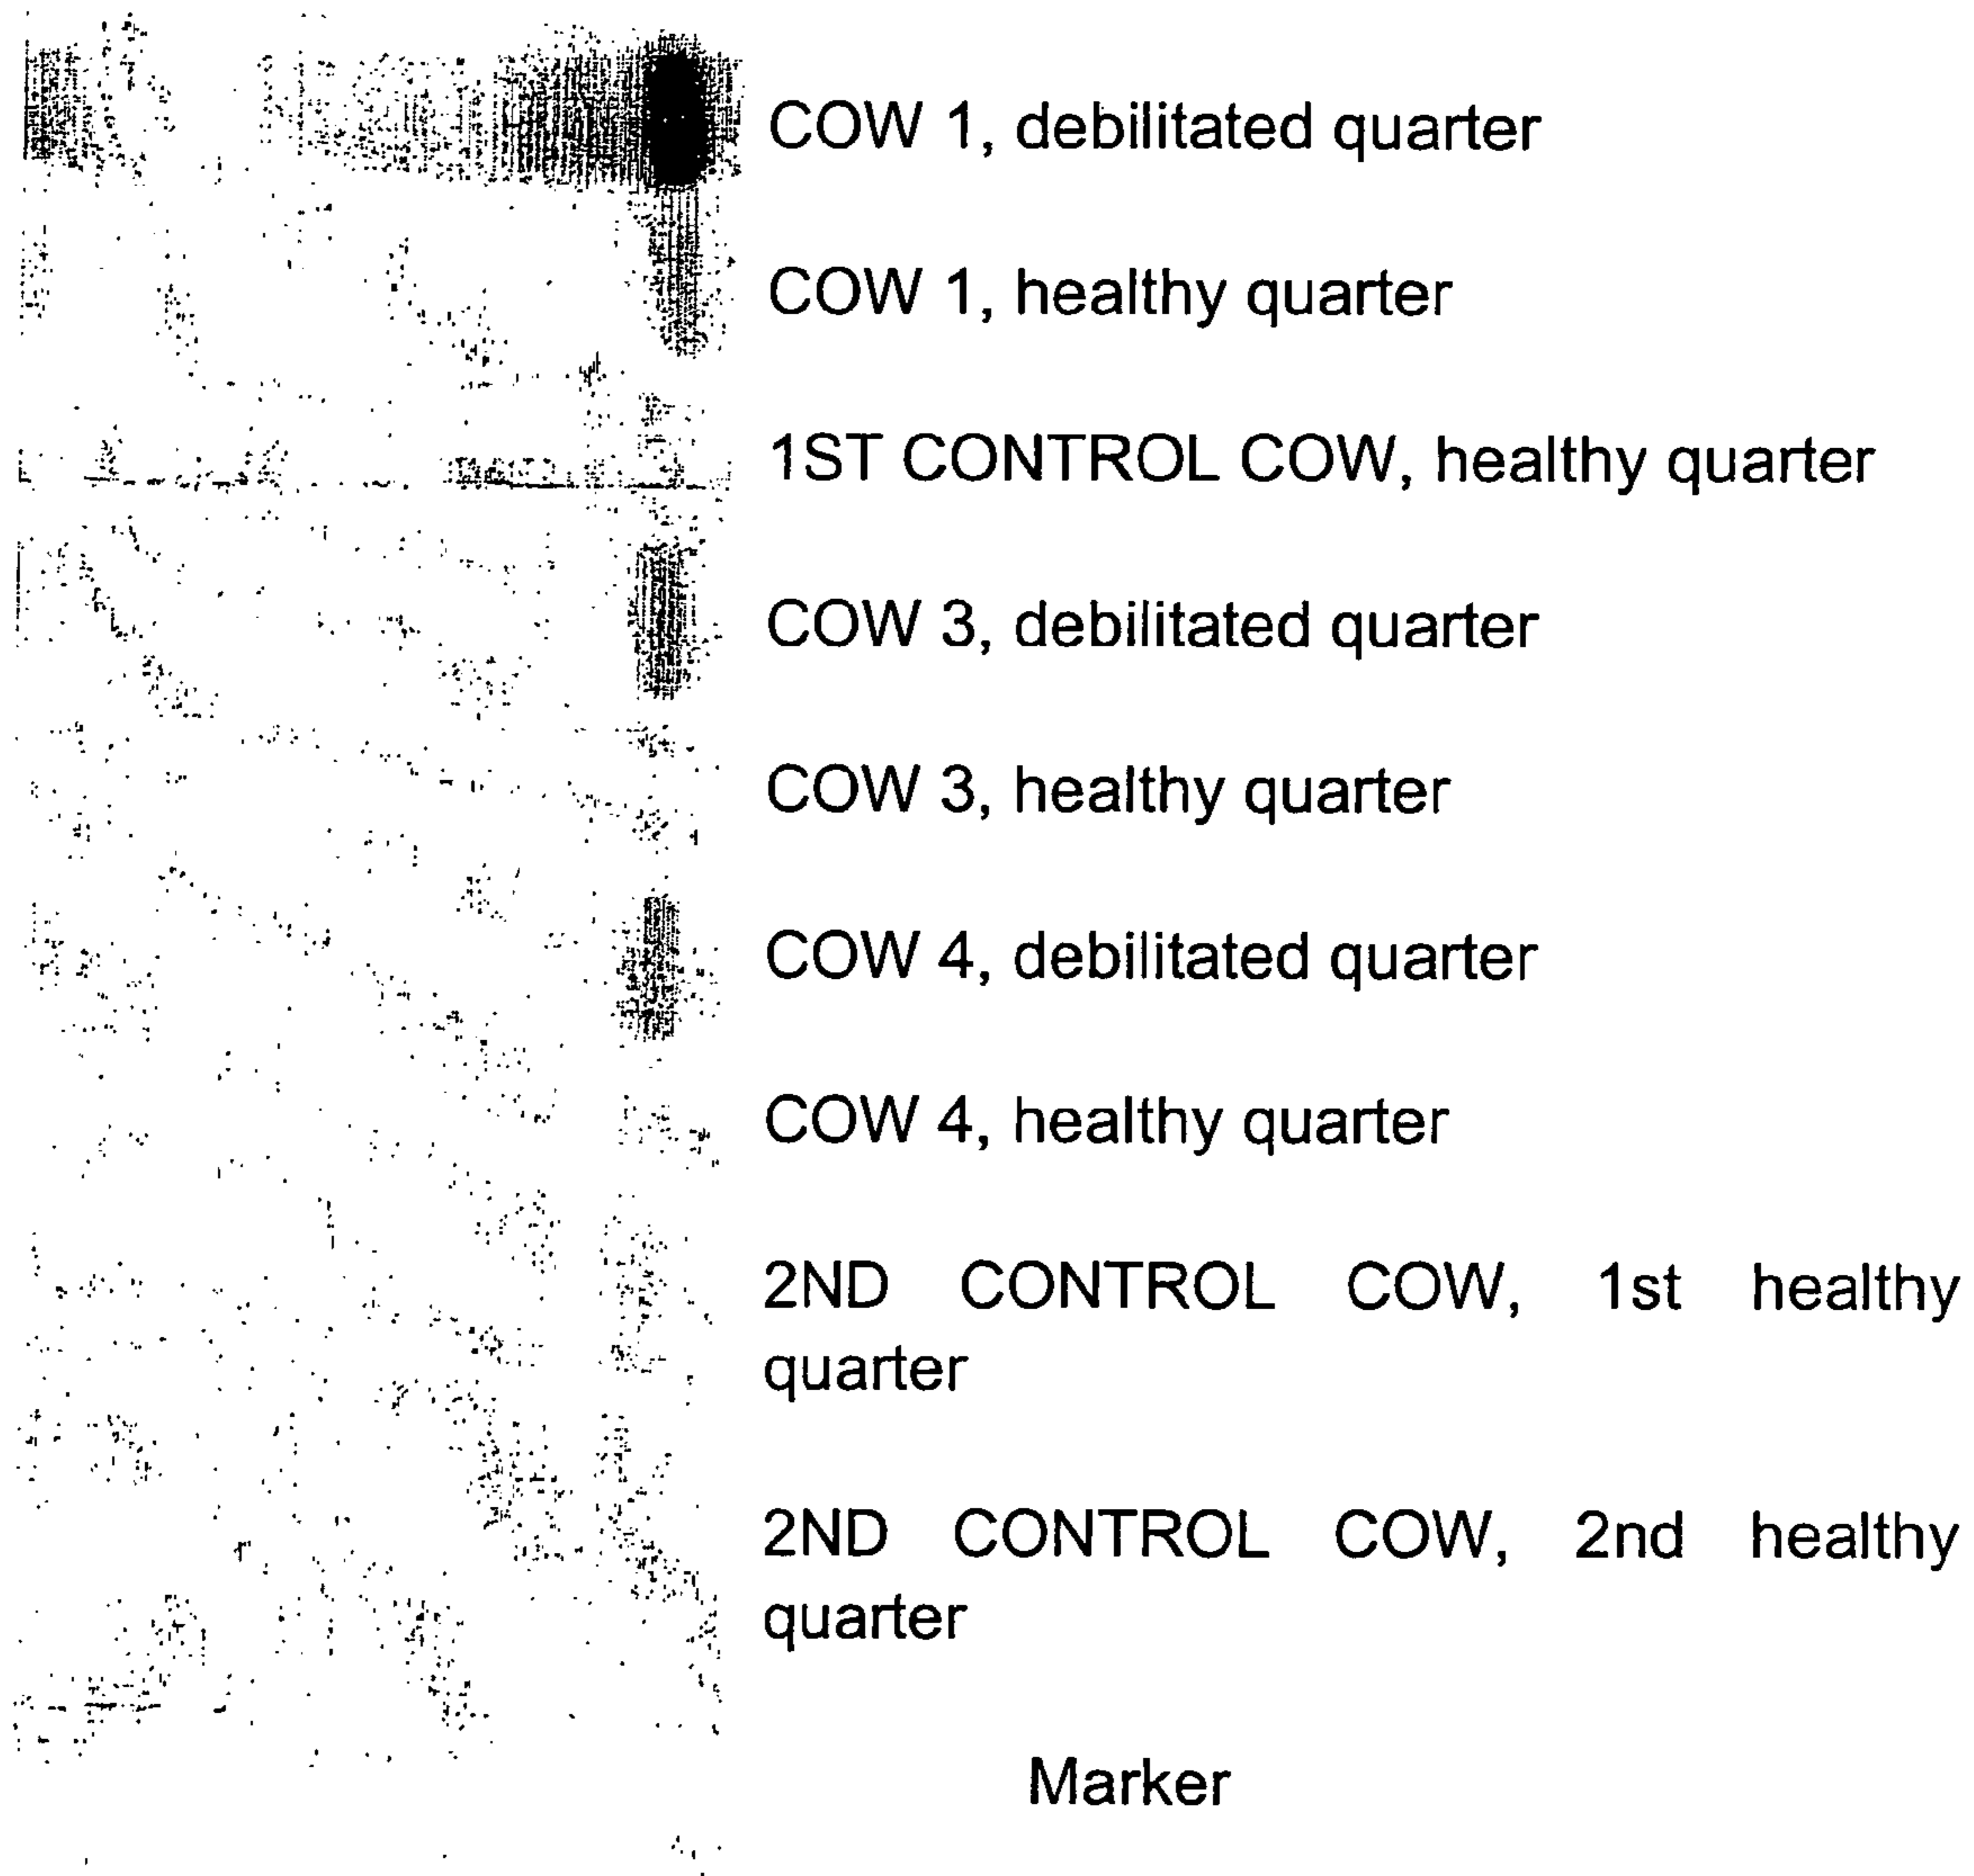 COW 1, debilitated quarter
COW 1, healthy quarter
1ST CONTROL COW, healthy quarter
COW 3, debilitated quarter
COW 3, healthy quarter
COW 4, debilitated quarter
COW 4, healthy quarter
2ND CONTROL COW, 1st healthy
quarter
2ND CONTROL COW, 2nd healthy
quarter
Marker